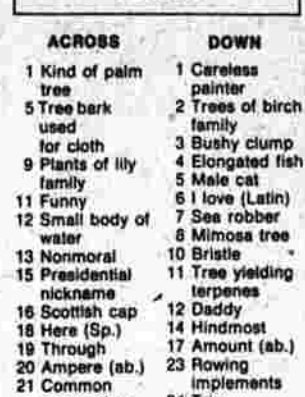 ACROSS
1 Kind of palm
tree
5 Tree bark
used
for cloth
9 Plants of lily
family
11 Funny
12 Small body of
water
13 Nonmoral
15 Presidential
nickname
16 Scottish cap
18 Here (Sp.)
19 Through
20 Ampere (ab.)
21 Common
DOWN
1 Careless
painter
2 Trees of birch
family
3 Bushy clump
4 Elongated fish
5 Male cat
6 I love (Latin)
7 Sea robber
8 Mimosa tree
10 Bristle
11 Tree yielding
terpenes
12 Daddy
14 Hindmost
17 Amount (ab.)
23 Rowing
implements